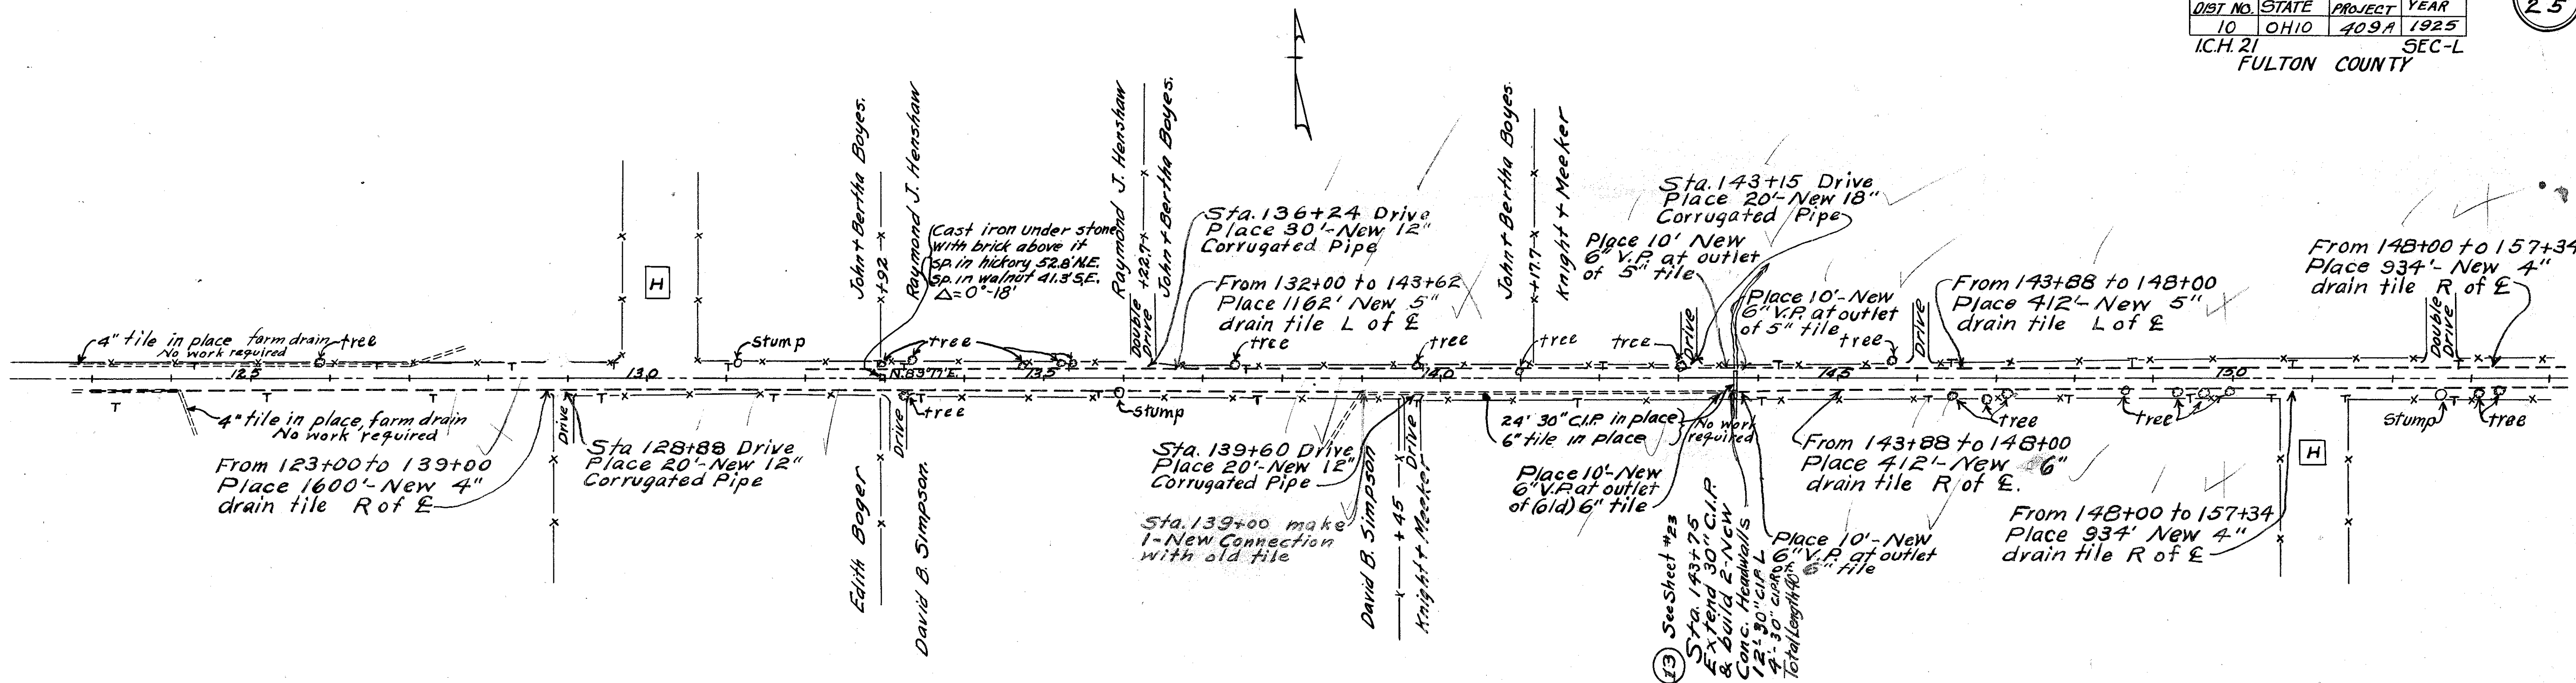 DIST NO. STATE PROJECT YEAR
10 OHIO 409A 1925
I.C.H. 21 SEC-L
FULTON COUNTY
25
John + Bertha Boyes.
+92
Raymond J. Henshaw
Cast iron under stone
with brick above it
sp. in hickory 52.8' N.E.
sp. in walnut 41.3' S.E.
Δ=0°-18'
Raymond J. Henshaw
+22.7
John + Bertha Boyes.
Double
Drive
Sta. 136+24 Drive
Place 30'-New 12"
Corrugated Pipe
From 132+00 to 143+62
Place 1162' New 5"
drain tile L of ℄
John + Bertha Boyes
+17.7
Knight + Meeker
Sta. 143+15 Drive
Place 20'-New 18"
Corrugated Pipe
Place 10' New
6" V.P. at outlet
of 5" tile
Place 10'-New
6" V.P. at outlet
of 5" tile
From 143+88 to 148+00
Place 412'-New 5"
drain tile L of ℄
From 148+00 to 157+34
Place 934'-New 4"
drain tile R of ℄
Double
Drive
H
4" tile in place farm drain
No work required
tree
stump
tree
tree
tree
tree
tree
Drive
tree
Drive
T
N.89°
4" tile in place, farm drain
No work required
From 123+00 to 139+00
Place 1600'-New 4"
drain tile R of ℄
Drive
Sta 128+88 Drive
Place 20'-New 12"
Corrugated Pipe
Edith Boger
Drive
David B. Simpson.
tree
stump
Sta. 139+60 Drive
Place 20'-New 12"
Corrugated Pipe
Sta. 139+00 make
1-New Connection
with old tile
David B. Simpson
+45
Drive
Knight + Meeker
24' 30" C.I.P. in place
6" tile in place
No work
required
Place 10'-New
6" V.P. at outlet
of (old) 6" tile
13 See Sheet #23
Sta. 143+75
Extend 30" C.I.P.
& build 2-New
Conc. Headwalls
12'-30" C.I.P. L
4'-30" C.I.P. R
Total Length 40 ft.
Place 10'-New
6" V.P. at outlet
6" tile
From 143+88 to 148+00
Place 412'-New 6"
drain tile R of ℄.
tree
tree
From 148+00 to 157+34
Place 934' New 4"
drain tile R of ℄
H
stump
tree